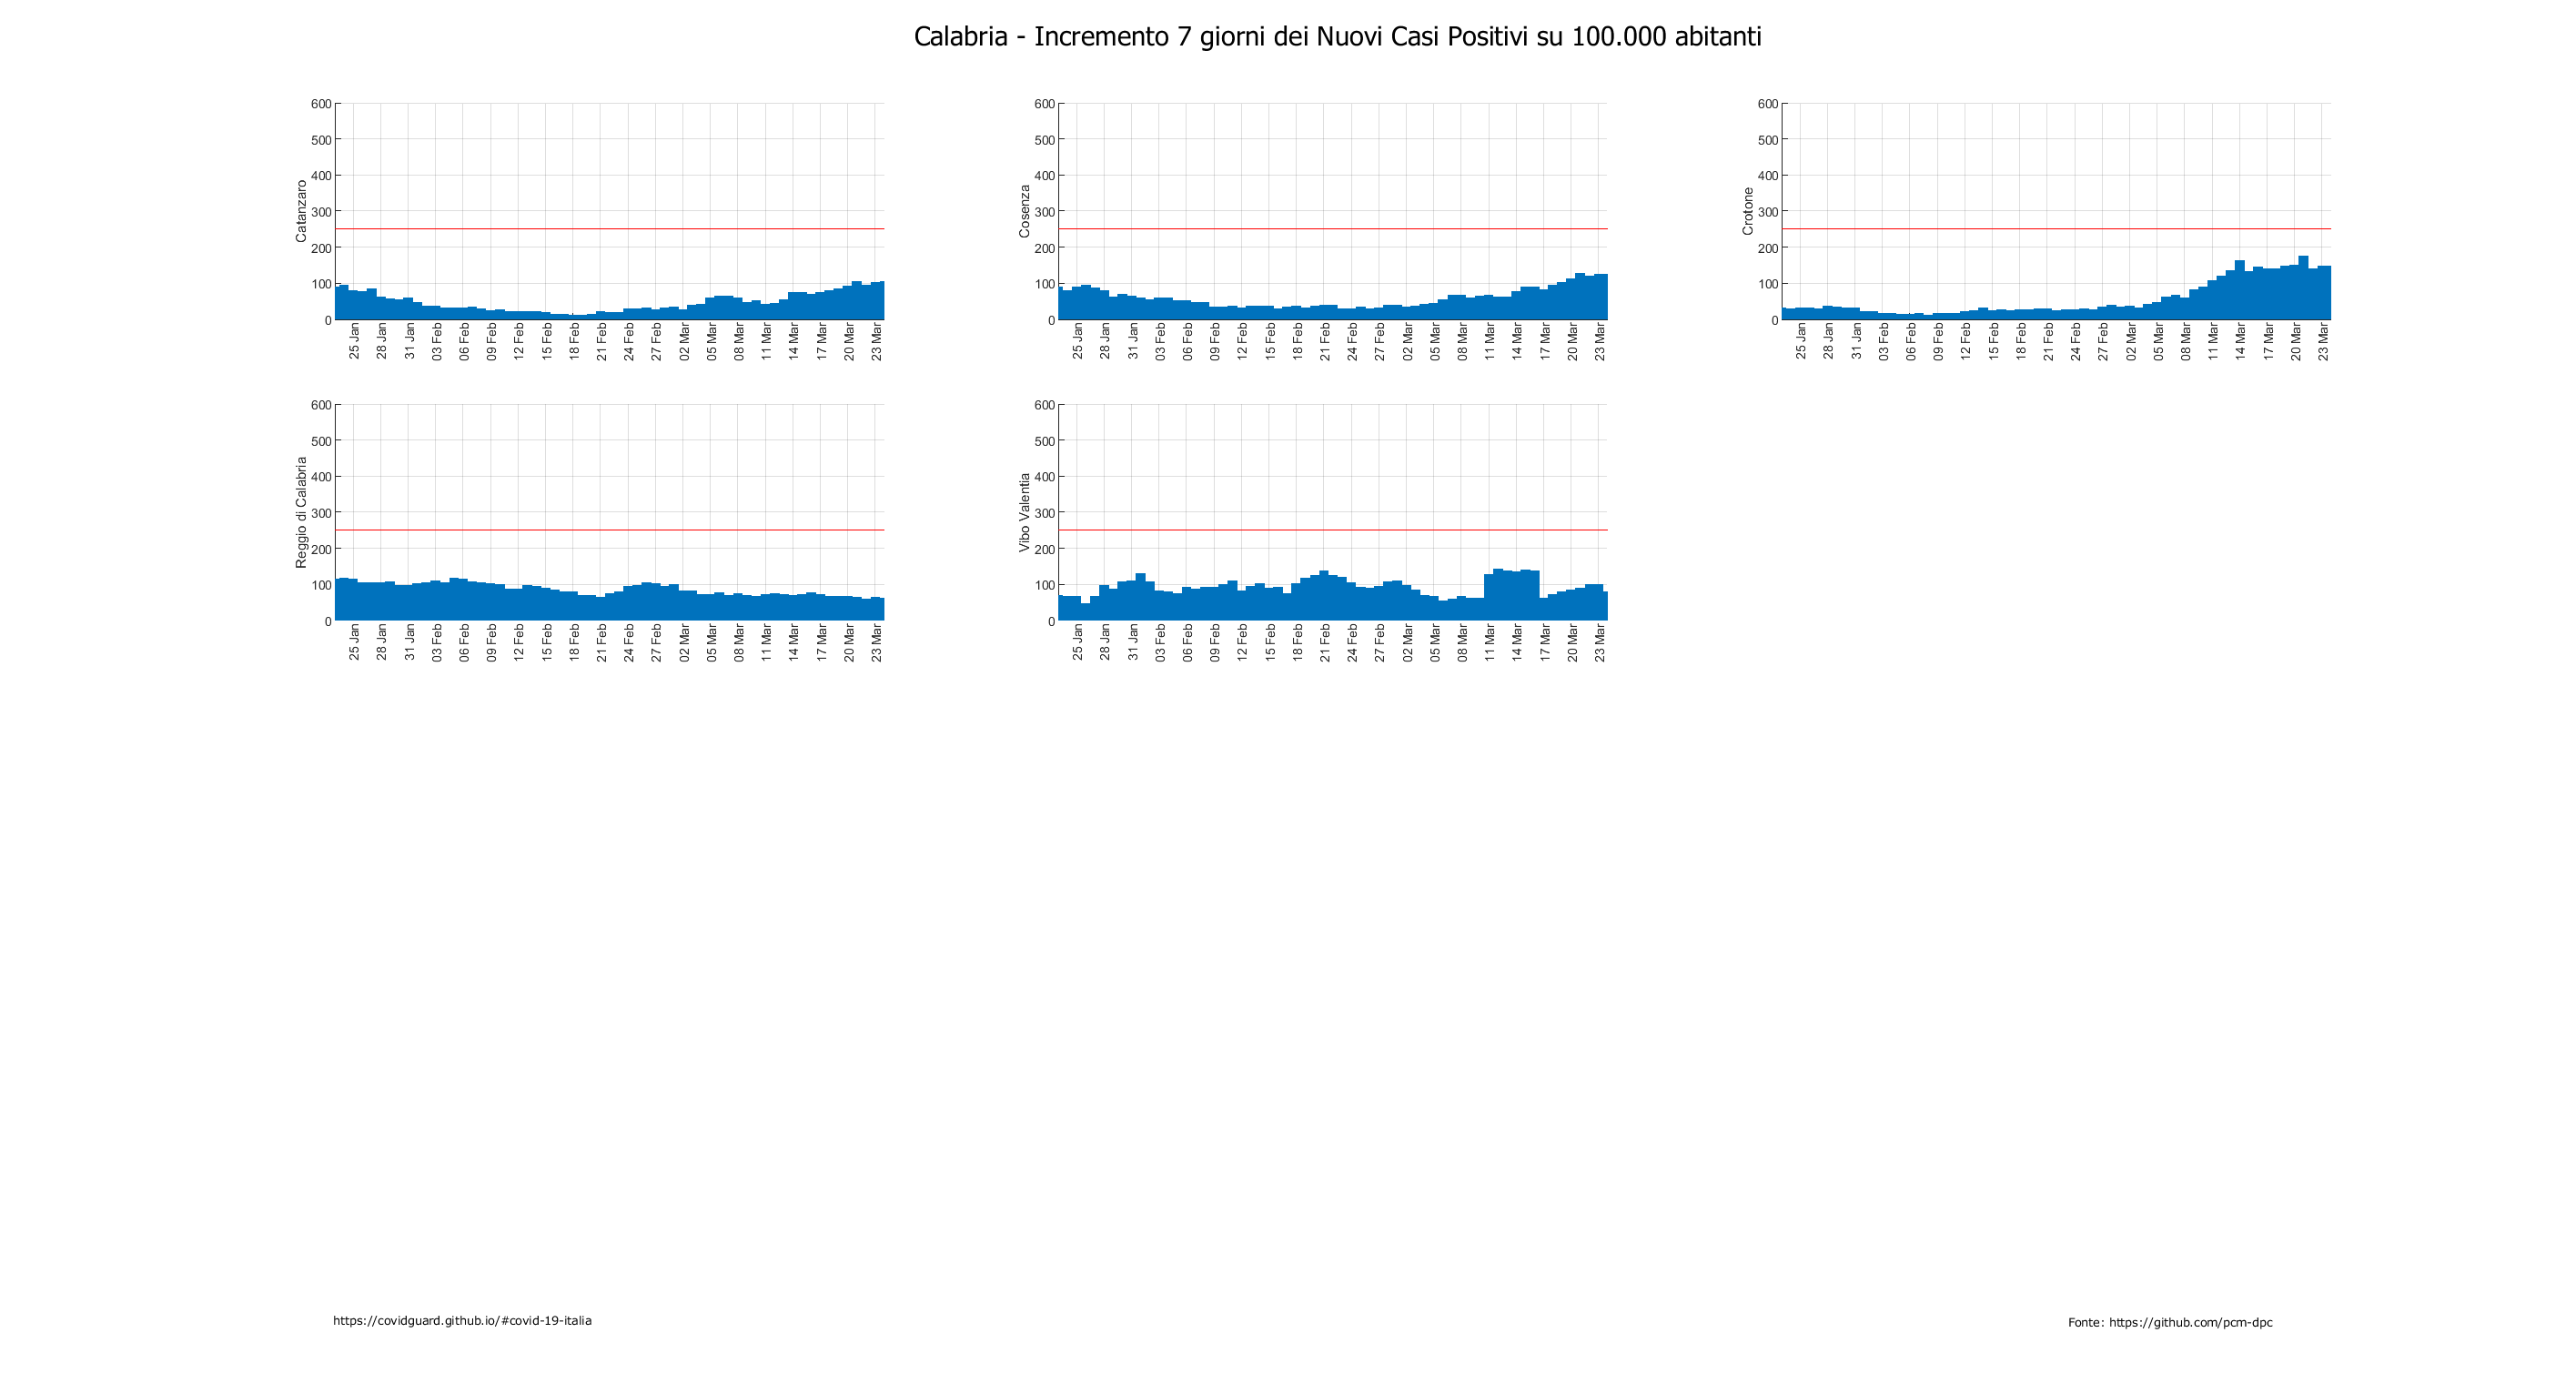 Calabria - Incremento 7 giorni dei Nuovi Casi Positivi su 100.000 abitanti
Catanzaro
600
500
400
300
200
100
0
25 Jan 28 Jan 31 Jan 03 Feb 06 Feb 09 Feb 12 Feb 15 Feb 18 Feb 21 Feb 24 Feb 27 Feb 02 Mar 05 Mar 08 Mar 11 Mar 14 Mar 17 Mar 20 Mar 23 Mar
Cosenza
600
500
400
300
200
100
0
25 Jan 28 Jan 31 Jan 03 Feb 06 Feb 09 Feb 12 Feb 15 Feb 18 Feb 21 Feb 24 Feb 27 Feb 02 Mar 05 Mar 08 Mar 11 Mar 14 Mar 17 Mar 20 Mar 23 Mar
Crotone
600
500
400
300
200
100
0
25 Jan 28 Jan 31 Jan 03 Feb 06 Feb 09 Feb 12 Feb 15 Feb 18 Feb 21 Feb 24 Feb 27 Feb 02 Mar 05 Mar 08 Mar 11 Mar 14 Mar 17 Mar 20 Mar 23 Mar
Reggio di Calabria
600
500
400
300
200
100
0
25 Jan 28 Jan 31 Jan 03 Feb 06 Feb 09 Feb 12 Feb 15 Feb 18 Feb 21 Feb 24 Feb 27 Feb 02 Mar 05 Mar 08 Mar 11 Mar 14 Mar 17 Mar 20 Mar 23 Mar
Vibo Valentia
600
500
400
300
200
100
0
25 Jan 28 Jan 31 Jan 03 Feb 06 Feb 09 Feb 12 Feb 15 Feb 18 Feb 21 Feb 24 Feb 27 Feb 02 Mar 05 Mar 08 Mar 11 Mar 14 Mar 17 Mar 20 Mar 23 Mar
https://covidguard.github.io/#covid-19-italia
Fonte: https://github.com/pcm-dpc